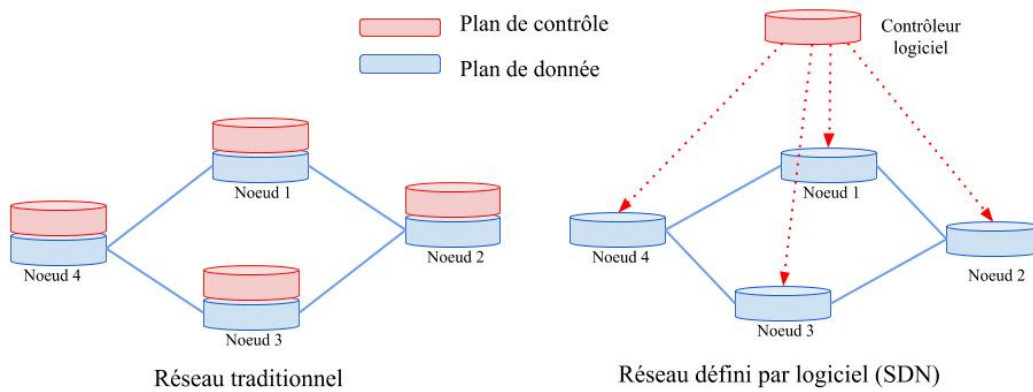 Plan de contrôle
Plan de donnée
Contrôleur
logiciel
Noeud 1
Noeud 2
Noeud 4
Noeud 3
Réseau traditionnel
Noeud 1
Noeud 4
Noeud 2
Noeud 3
Réseau défini par logiciel (SDN)